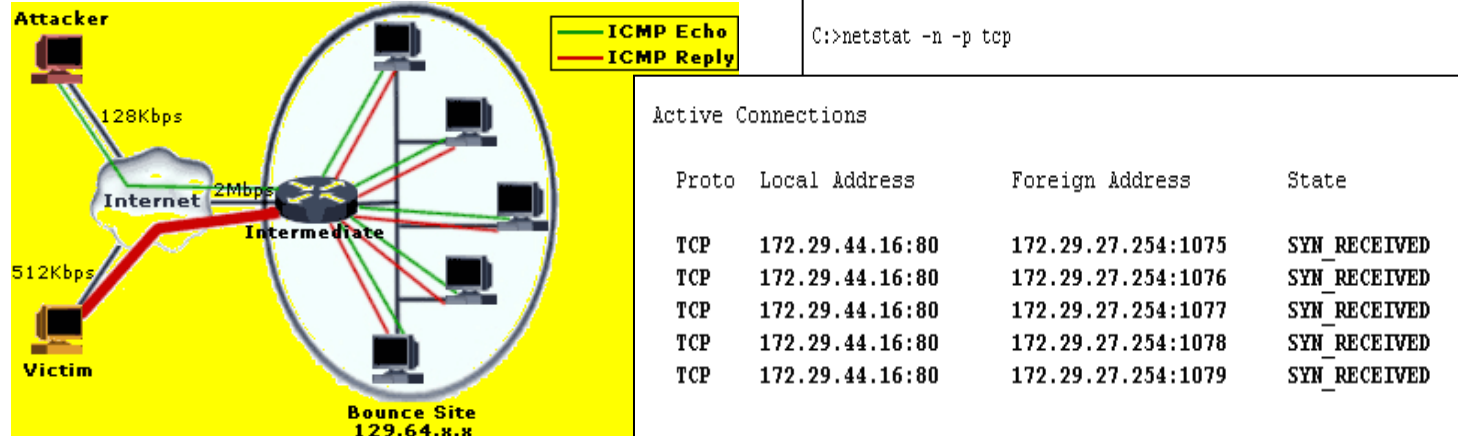 Attacker
ICMP Echo
ICMP Reply
128Kbps
Internet
2Mbps
Intermediate
512Kbps
Victim
Bounce Site
129.64.x.x
C:>netstat -n -p tcp
Active Connections
Proto Local Address Foreign Address State
TCP 172.29.44.16:80 172.29.27.254:1075 SYN_RECEIVED
TCP 172.29.44.16:80 172.29.27.254:1076 SYN_RECEIVED
TCP 172.29.44.16:80 172.29.27.254:1077 SYN_RECEIVED
TCP 172.29.44.16:80 172.29.27.254:1078 SYN_RECEIVED
TCP 172.29.44.16:80 172.29.27.254:1079 SYN_RECEIVED